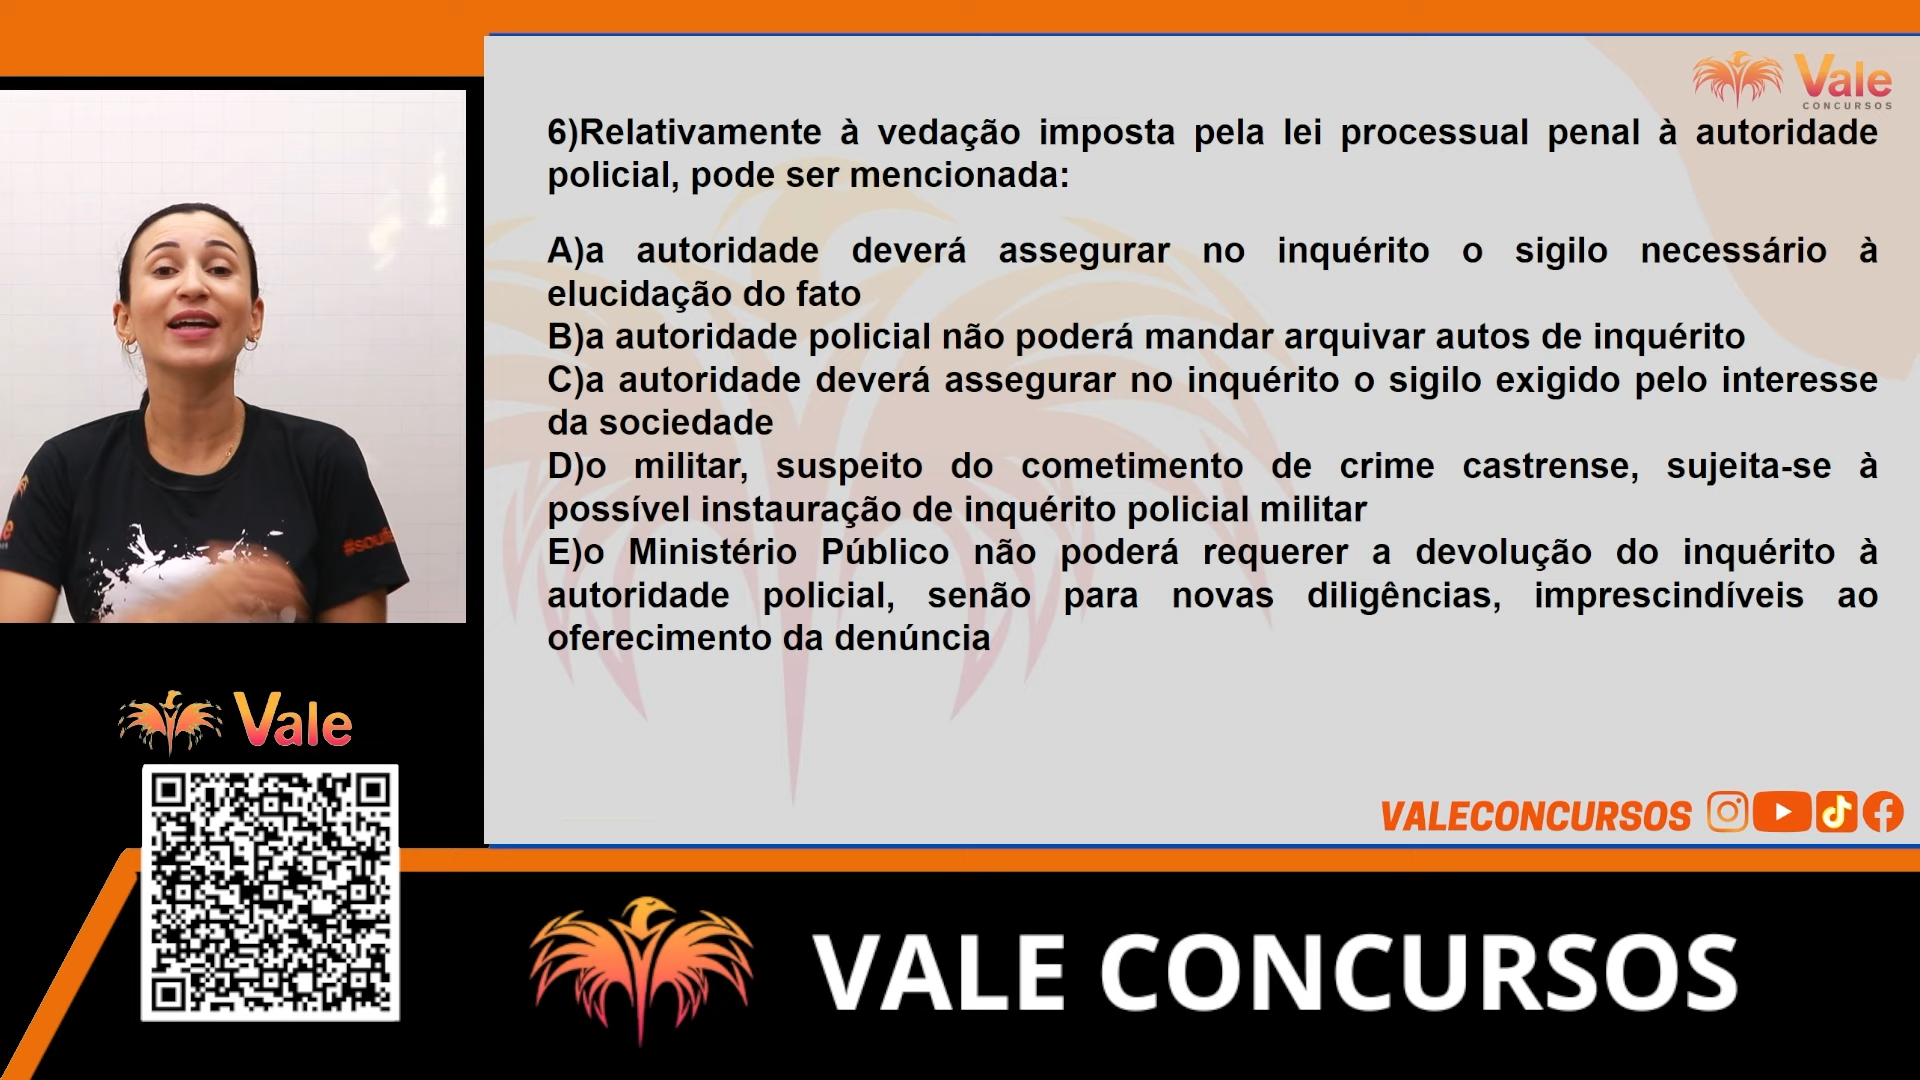 Vale
CONCURSOS
6)Relativamente à vedação imposta pela lei processual penal à autoridade
policial, pode ser mencionada:
A)a autoridade deverá assegurar no inquérito o sigilo necessário à
elucidação do fato
B)a autoridade policial não poderá mandar arquivar autos de inquérito
C)a autoridade deverá assegurar no inquérito o sigilo exigido pelo interesse
da sociedade
D)o militar, suspeito do cometimento de crime castrense, sujeita-se à
possível instauração de inquérito policial militar
E)o Ministério Público não poderá requerer a devolução do inquérito à
autoridade policial, senão para novas diligências, imprescindíveis ao
oferecimento da denúncia
Vale
VALECONCURSOS
VALE CONCURSOS